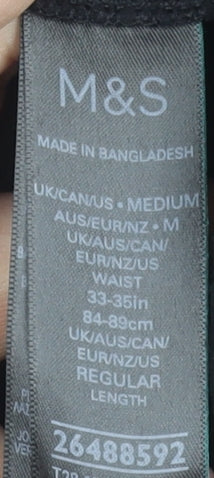 M&S
MADE IN BANGLADESH
UK/CAN/US • MEDIUM
AUS/EUR/NZ • M
UK/AUS/CAN/
EUR/NZ/US
WAIST
33-35in
84-89cm
UK/AUS/CAN/
EUR/NZ/US
REGULAR
LENGTH
26488592